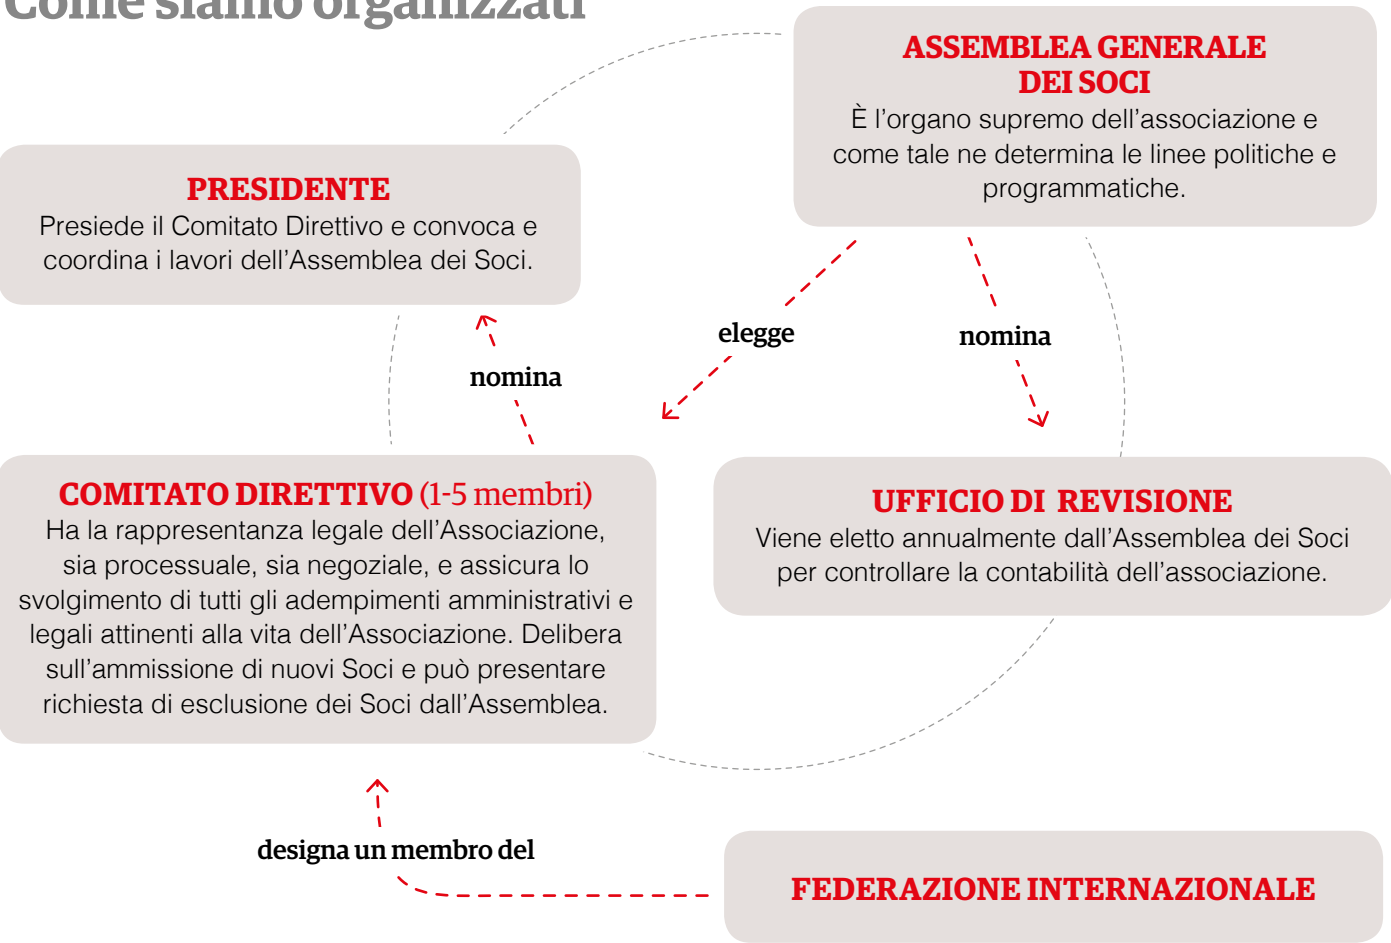 Come siamo organizzati
ASSEMBLEA GENERALE
DEI SOCI
È l’organo supremo dell’associazione e
come tale ne determina le linee politiche e
programmatiche.
PRESIDENTE
Presiede il Comitato Direttivo e convoca e
coordina i lavori dell’Assemblea dei Soci.
elegge
nomina
nomina
COMITATO DIRETTIVO (1-5 membri)
Ha la rappresentanza legale dell’Associazione,
sia processuale, sia negoziale, e assicura lo
svolgimento di tutti gli adempimenti amministrativi e
legali attinenti alla vita dell’Associazione. Delibera
sull’ammissione di nuovi Soci e può presentare
richiesta di esclusione dei Soci dall’Assemblea.
UFFICIO DI REVISIONE
Viene eletto annualmente dall’Assemblea dei Soci
per controllare la contabilità dell’associazione.
designa un membro del
FEDERAZIONE INTERNAZIONALE